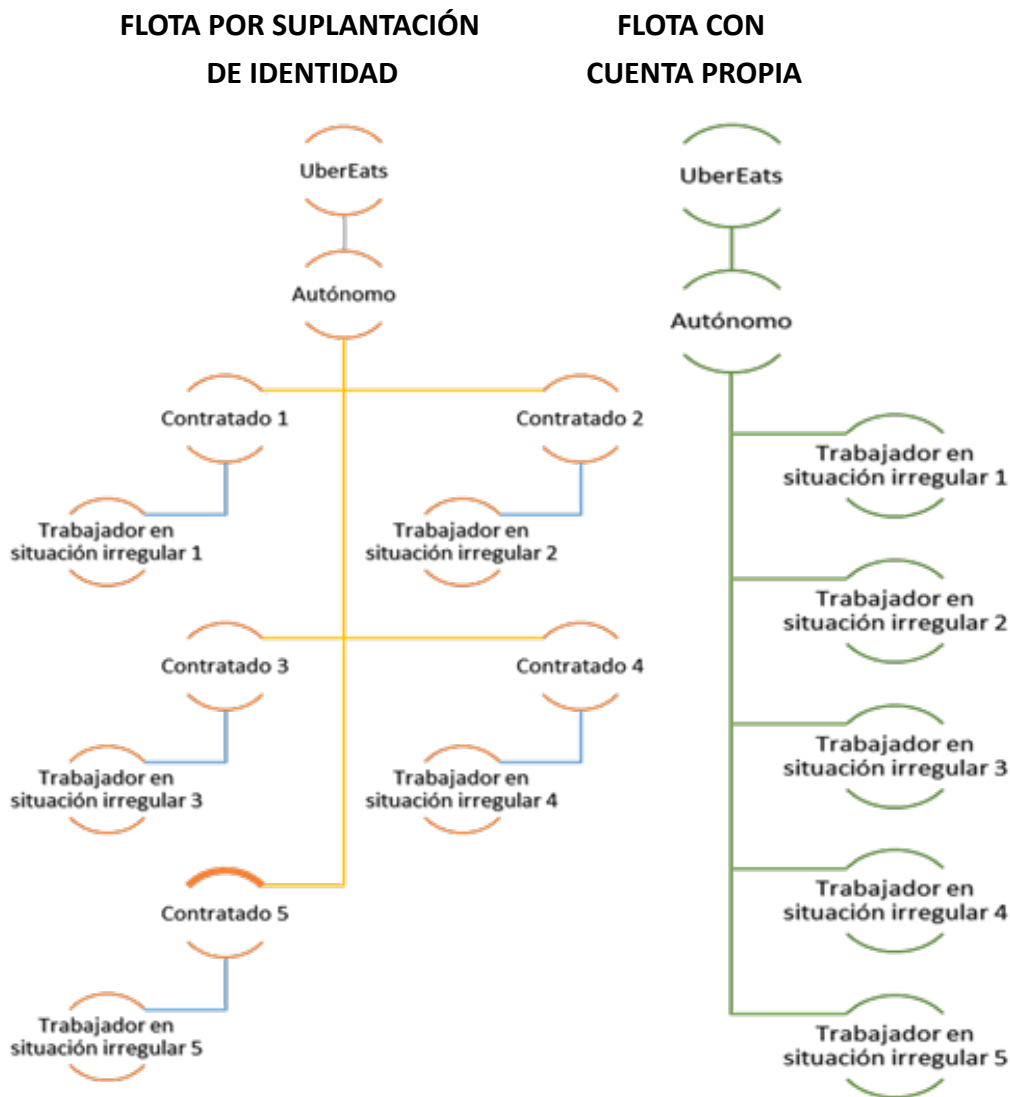 FLOTA POR SUPLANTACIÓN
DE IDENTIDAD
UberEats
Autónomo
Contratado 1
Contratado 2
Trabajador en
situación irregular 1
Trabajador en
situación irregular 2
Contratado 3
Contratado 4
Trabajador en
situación irregular 3
Trabajador en
situación irregular 4
Contratado 5
Trabajador en
situación irregular 5
FLOTA CON
CUENTA PROPIA
UberEats
Autónomo
Trabajador en
situación irregular 1
Trabajador en
situación irregular 2
Trabajador en
situación irregular 3
Trabajador en
situación irregular 4
Trabajador en
situación irregular 5